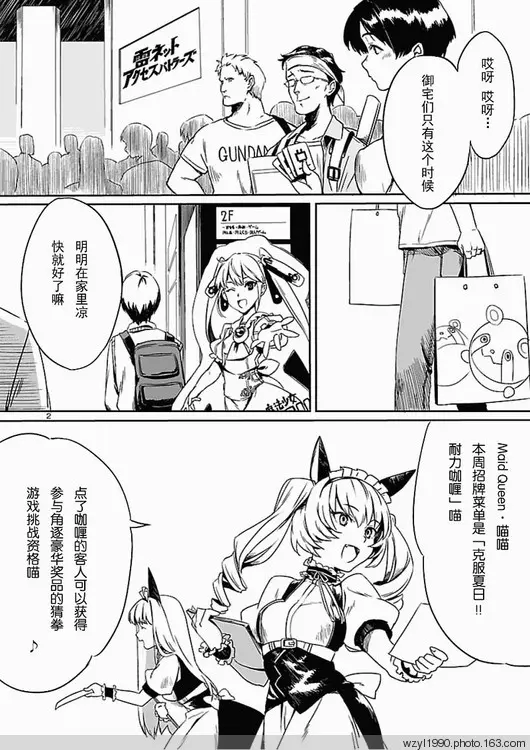 哎呀 哎呀…
御宅们只有这个时候
雷ネット
アクセスバトラーズ
GUNDA
2F
明明在家里凉
快就好了嘛
2
Maid Queen·喵喵
本周招牌菜单是「克服夏日!!
耐力咖喱」喵
点了咖喱的客人可以获得
参与角逐豪华奖品的猜拳
游戏挑战资格喵
♪
wzyl1990.photo.163.com